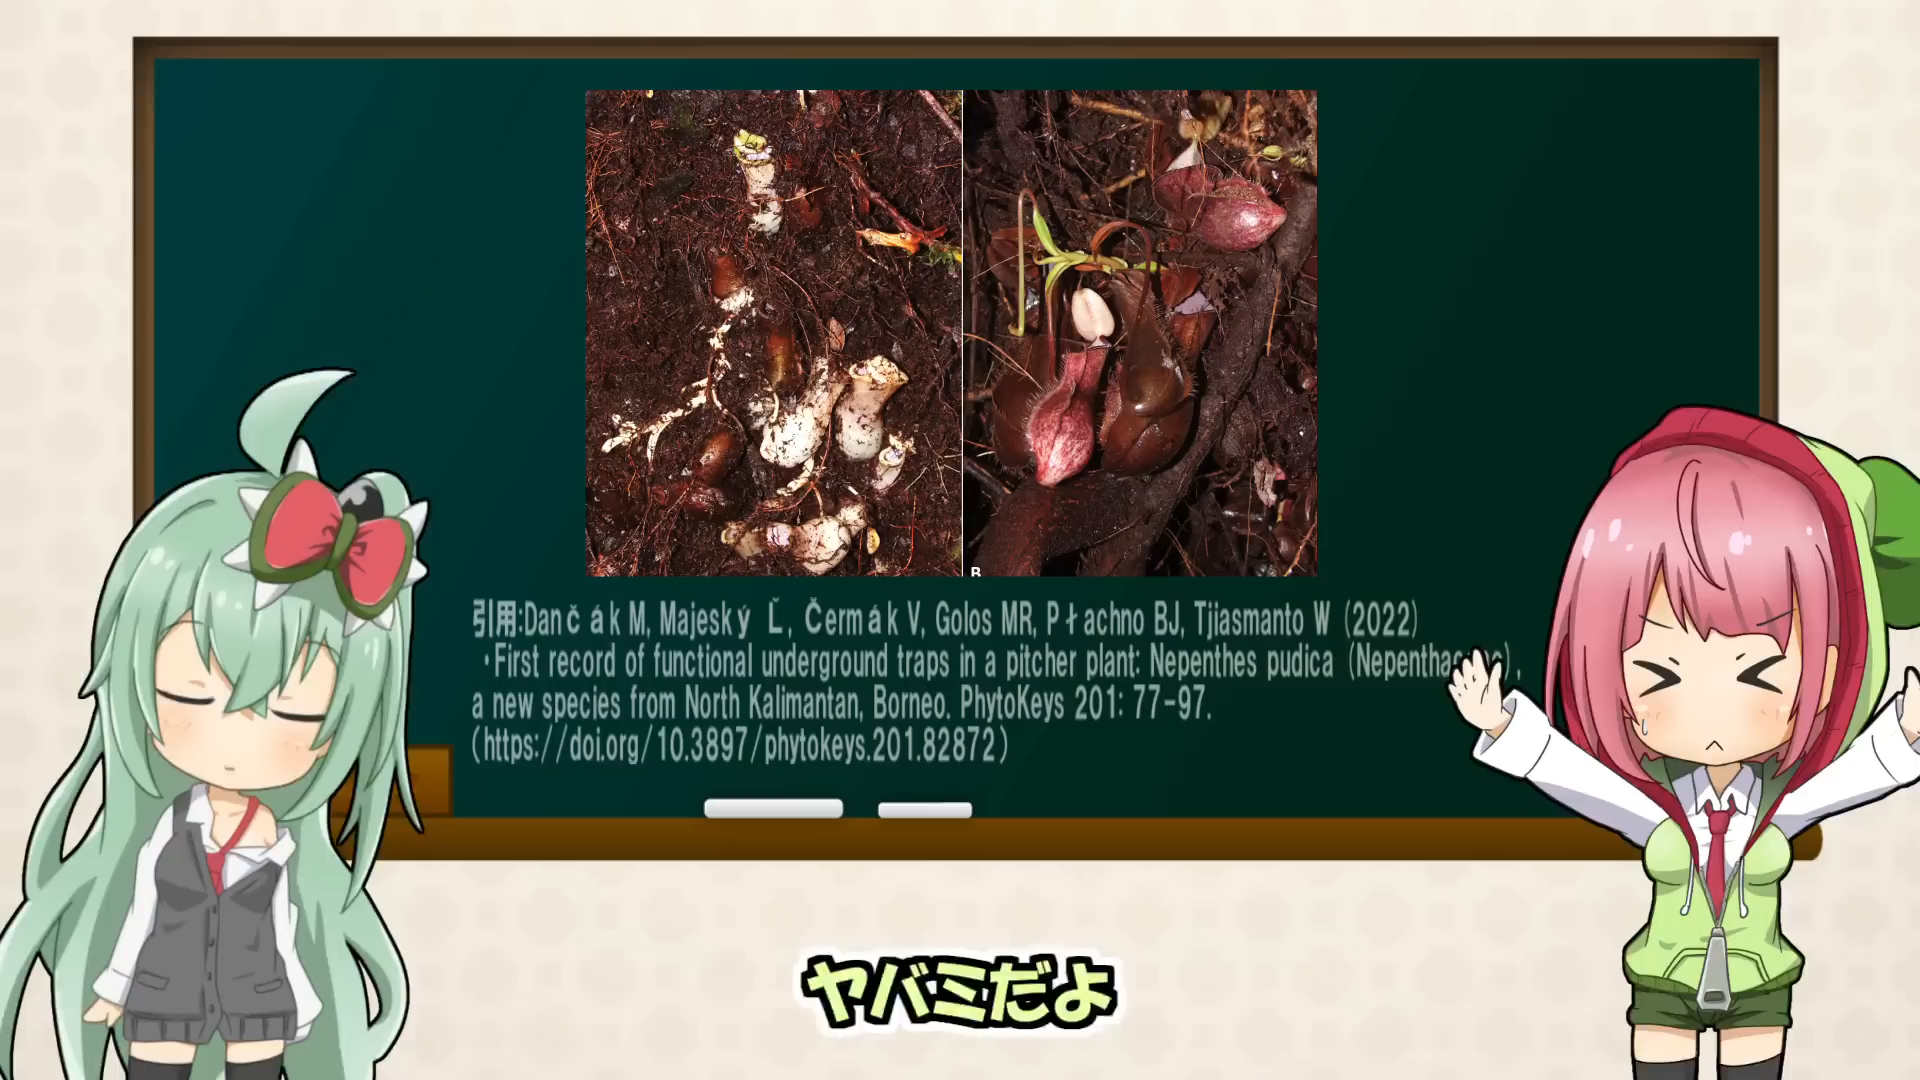 B
引用:Dančák M, Majeský Ľ, Čermák V, Golos MR, Płachno BJ, Tjiasmanto W (2022)
・First record of functional underground traps in a pitcher plant: Nepenthes pudica
a new species from North Kalimantan, Borneo. PhytoKeys 201: 77-97.
(https://doi.org/10.3897/phytokeys.201.82872)
ヤバミだよ